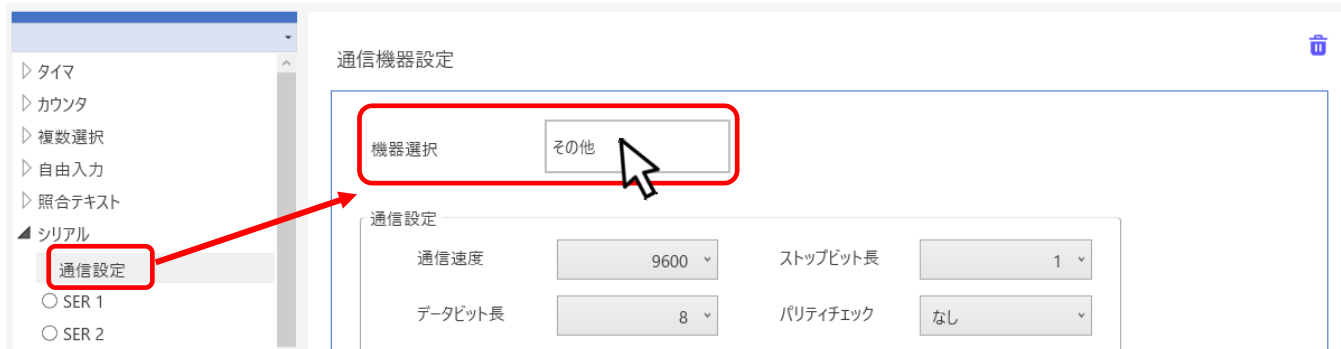 タイマ
カウンタ
複数選択
自由入力
照合テキスト
シリアル
通信設定
SER 1
SER 2
通信機器設定
機器選択 その他
通信設定
通信速度 9600 ストップビット長 1
データビット長 8 パリティチェック なし